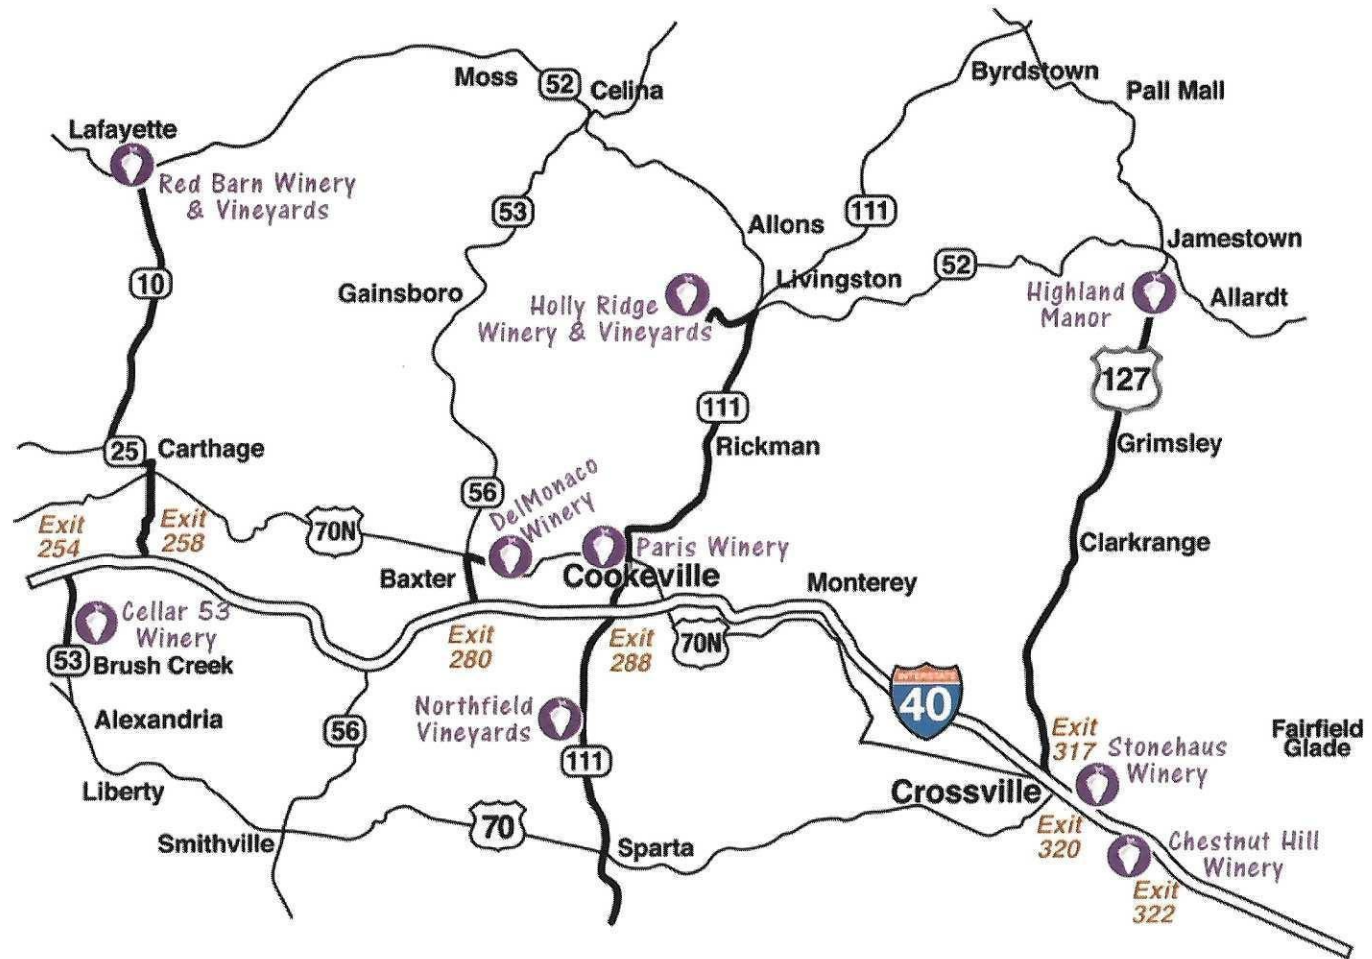 Moss
52
Celina
Byrdstown
Pall Mall
Lafayette
Red Barn Winery
& Vineyards
53
Allons
111
Jamestown
10
Gainsboro
Livingston
52
Holly Ridge
Winery & Vineyards
Highland
Manor
Allardt
127
111
25
Carthage
Rickman
Grimsley
56
DelMonaco
Winery
Exit
254
Exit
258
70N
Paris Winery
Clarkrange
Baxter
Cookeville
Monterey
Cellar 53
Winery
Exit
280
Exit
288
70N
53
Brush Creek
INTERSTATE
40
Northfield
Vineyards
Alexandria
56
111
Exit
317
Stonehaus
Winery
Fairfield
Glade
Liberty
Crossville
70
Smithville
Sparta
Exit
320
Chestnut Hill
Winery
Exit
322